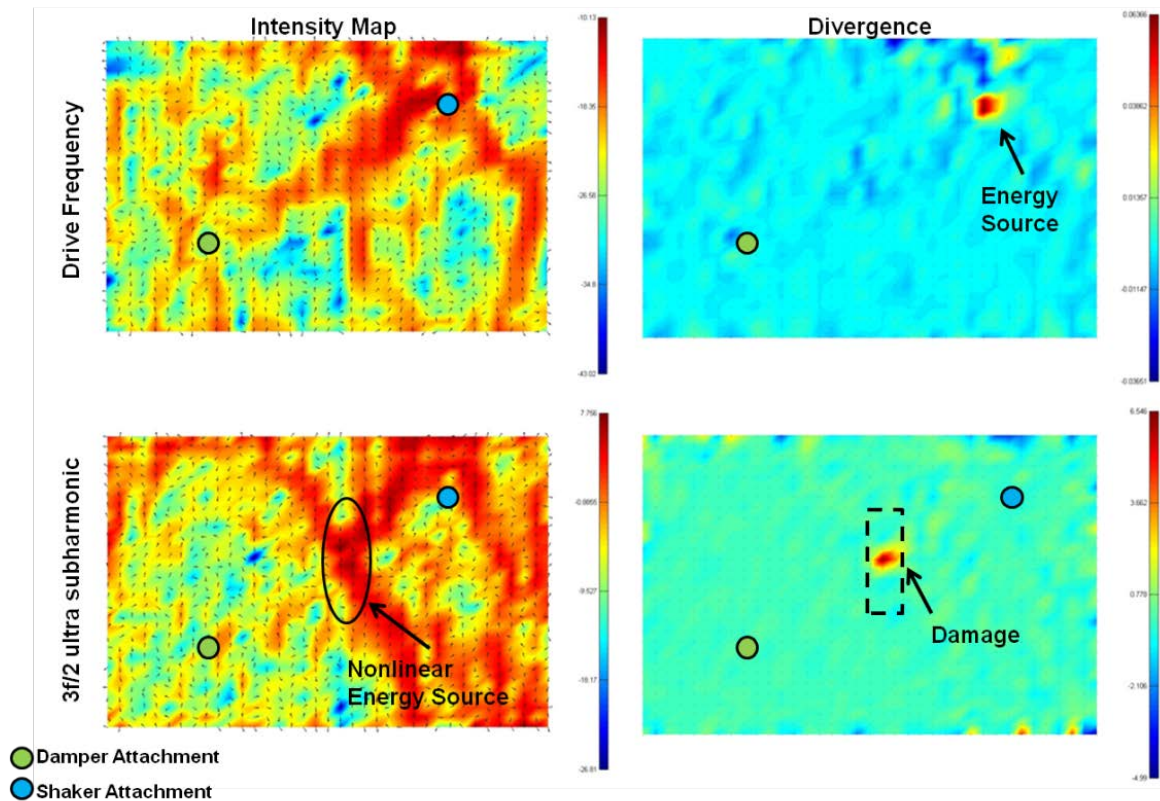 Intensity Map
Divergence
Drive Frequency
-10.13
-18.35
-26.58
-34.8
-43.02
0.06366
0.03862
0.01357
-0.01147
-0.03651
Energy
Source
3f/2 ultra subharmonic
7.756
-0.8855
-9.527
-18.17
-26.81
6.546
3.662
0.779
-2.106
-4.99
Nonlinear
Energy Source
Damage
Damper Attachment
Shaker Attachment